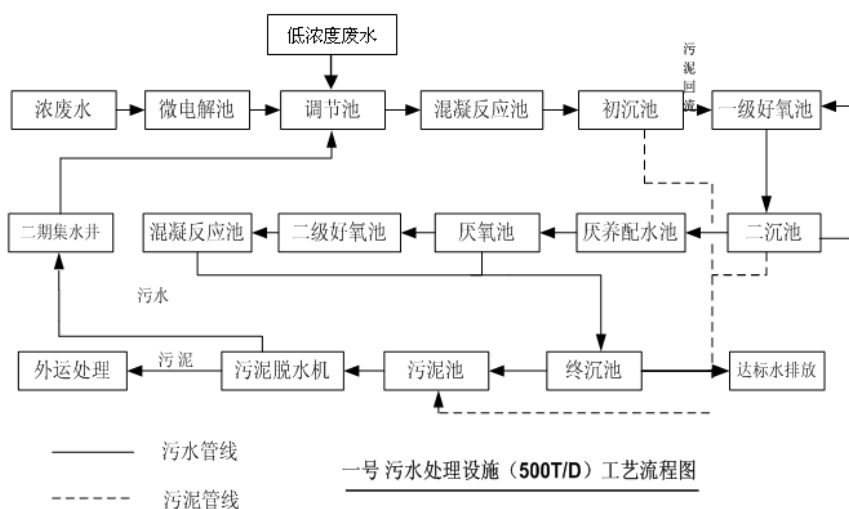 低浓度废水
污泥回流
浓废水
微电解池
调节池
混凝反应池
初沉池
一级好氧池
二期集水井
混凝反应池
二级好氧池
厌氧池
厌养配水池
二沉池
污水
外运处理
污泥
污泥脱水机
污泥池
终沉池
达标水排放
污水管线
一号 污水处理设施（500T/D）工艺流程图
污泥管线